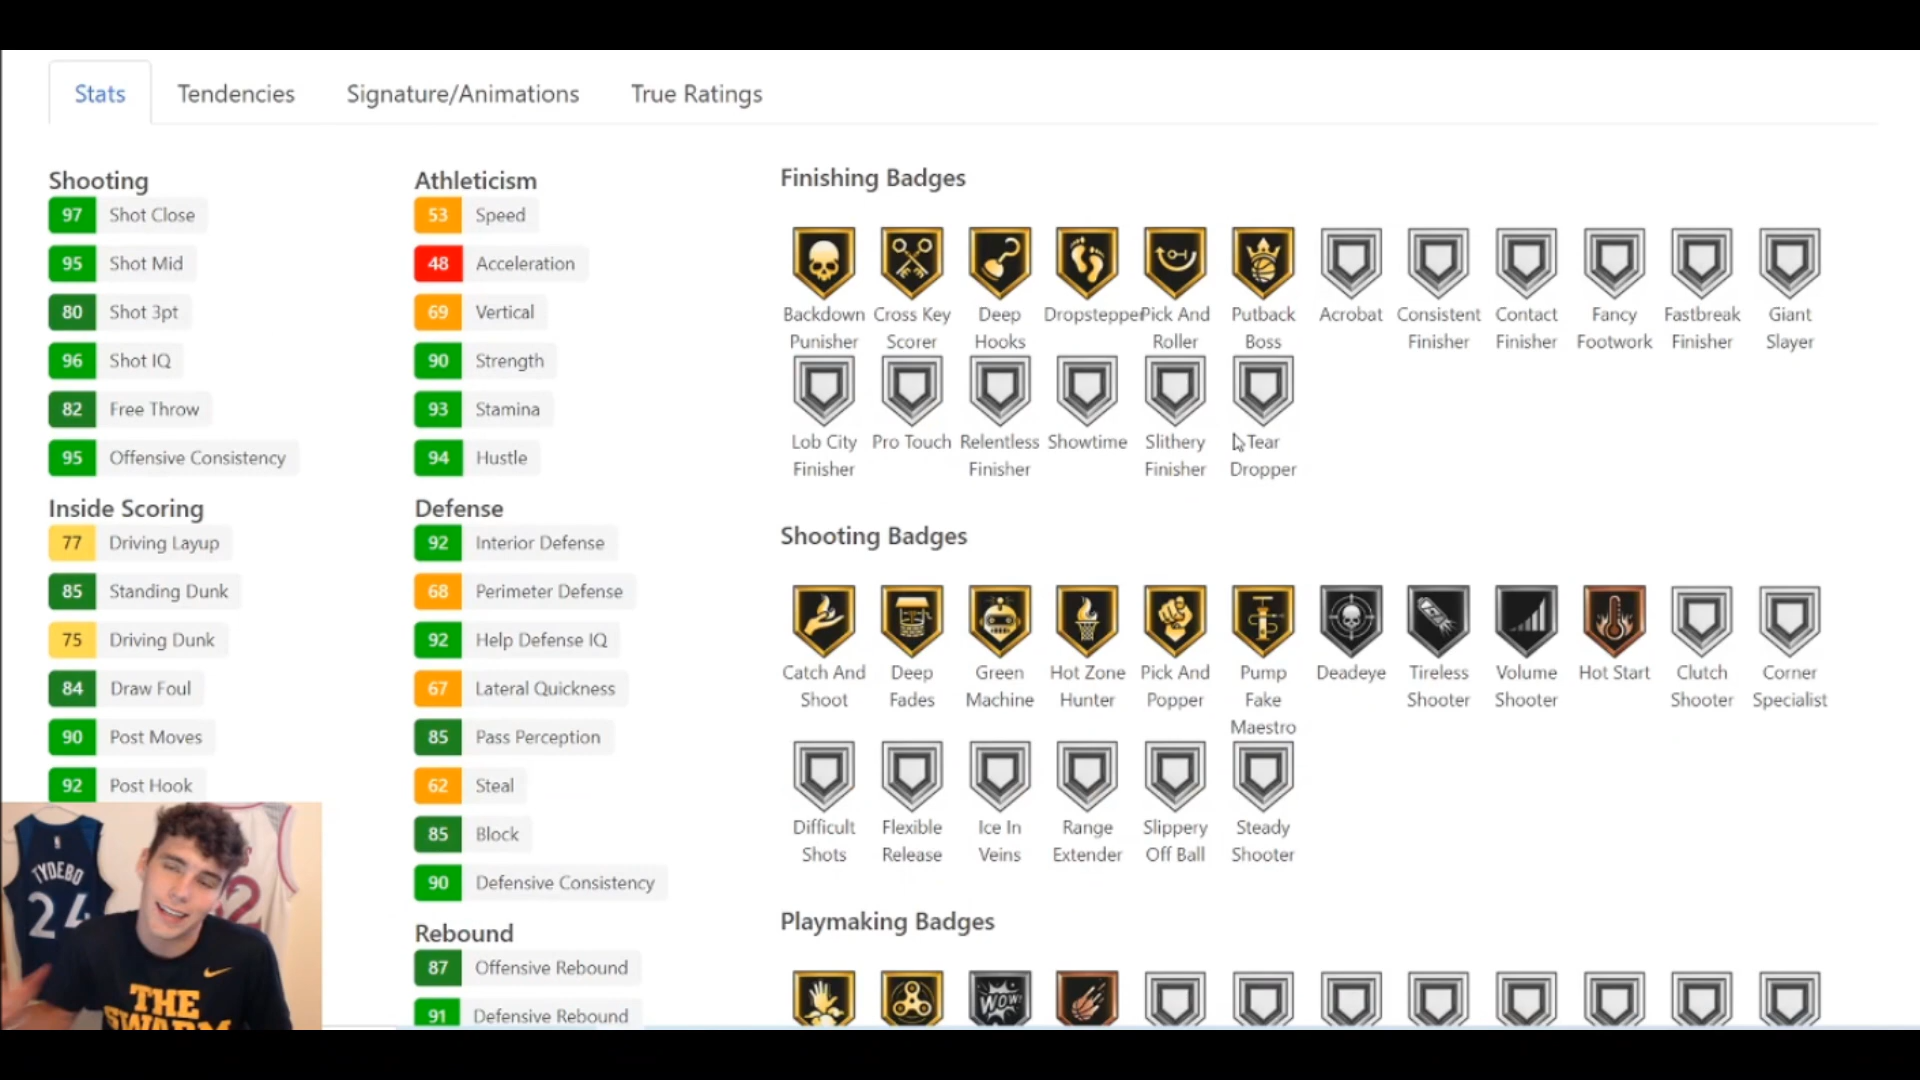 Stats Tendencies Signature/Animations True Ratings
Shooting
97 Shot Close
95 Shot Mid
80 Shot 3pt
96 Shot IQ
82 Free Throw
95 Offensive Consistency
Inside Scoring
77 Driving Layup
85 Standing Dunk
75 Driving Dunk
84 Draw Foul
90 Post Moves
92 Post Hook
Athleticism
53 Speed
48 Acceleration
69 Vertical
90 Strength
93 Stamina
94 Hustle
Defense
92 Interior Defense
68 Perimeter Defense
92 Help Defense IQ
67 Lateral Quickness
85 Pass Perception
62 Steal
85 Block
90 Defensive Consistency
Rebound
87 Offensive Rebound
91 Defensive Rebound
Finishing Badges
Backdown Cross Key Deep Dropstepper Pick And Putback Acrobat Consistent Contact Fancy Fastbreak Giant
Punisher Scorer Hooks Roller Boss Finisher Finisher Footwork Finisher Slayer
Lob City Pro Touch Relentless Showtime Slithery Tear
Finisher Finisher Finisher Dropper
Shooting Badges
Catch And Deep Green Hot Zone Pick And Pump Deadeye Tireless Volume Hot Start Clutch Corner
Shoot Fades Machine Hunter Popper Fake Shooter Shooter Shooter Specialist
Maestro
Difficult Flexible Ice In Range Slippery Steady
Shots Release Veins Extender Off Ball Shooter
Playmaking Badges
WOW!
TYDEBO
24
2
THE
SWARM